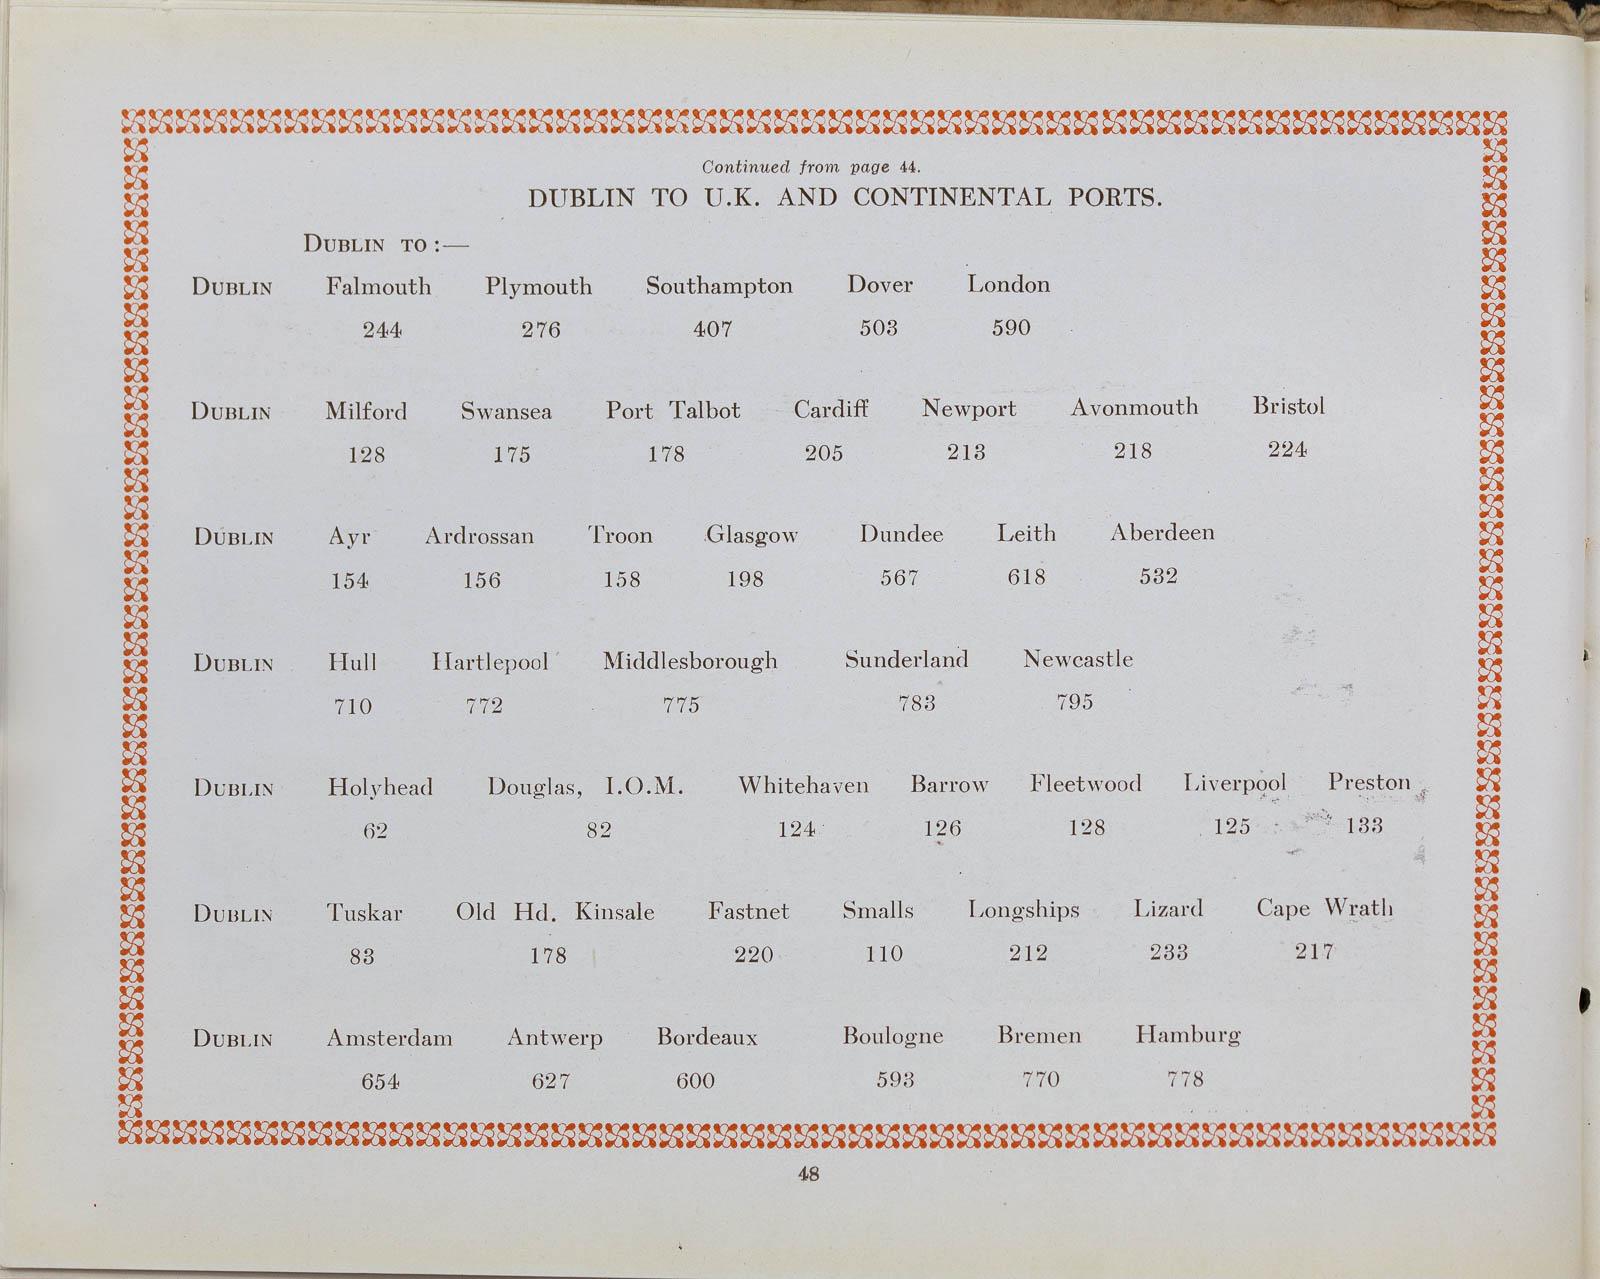 Continued from page 44.
DUBLIN TO U.K. AND CONTINENTAL PORTS.
DUBLIN TO :—
DUBLIN Falmouth Plymouth Southampton Dover London
244 276 407 503 590
DUBLIN Milford Swansea Port Talbot Cardiff Newport Avonmouth Bristol
128 175 178 205 213 218 224
DUBLIN Ayr Ardrossan Troon Glasgow Dundee Leith Aberdeen
154 156 158 198 567 618 532
DUBLIN Hull Hartlepool Middlesborough Sunderland Newcastle
710 772 775 783 795
DUBLIN Holyhead Douglas, I.O.M. Whitehaven Barrow Fleetwood Liverpool Preston
62 82 124 126 128 125 133
DUBLIN Tuskar Old Hd. Kinsale Fastnet Smalls Longships Lizard Cape Wrath
83 178 220 110 212 233 217
DUBLIN Amsterdam Antwerp Bordeaux Boulogne Bremen Hamburg
654 627 600 593 770 778
48